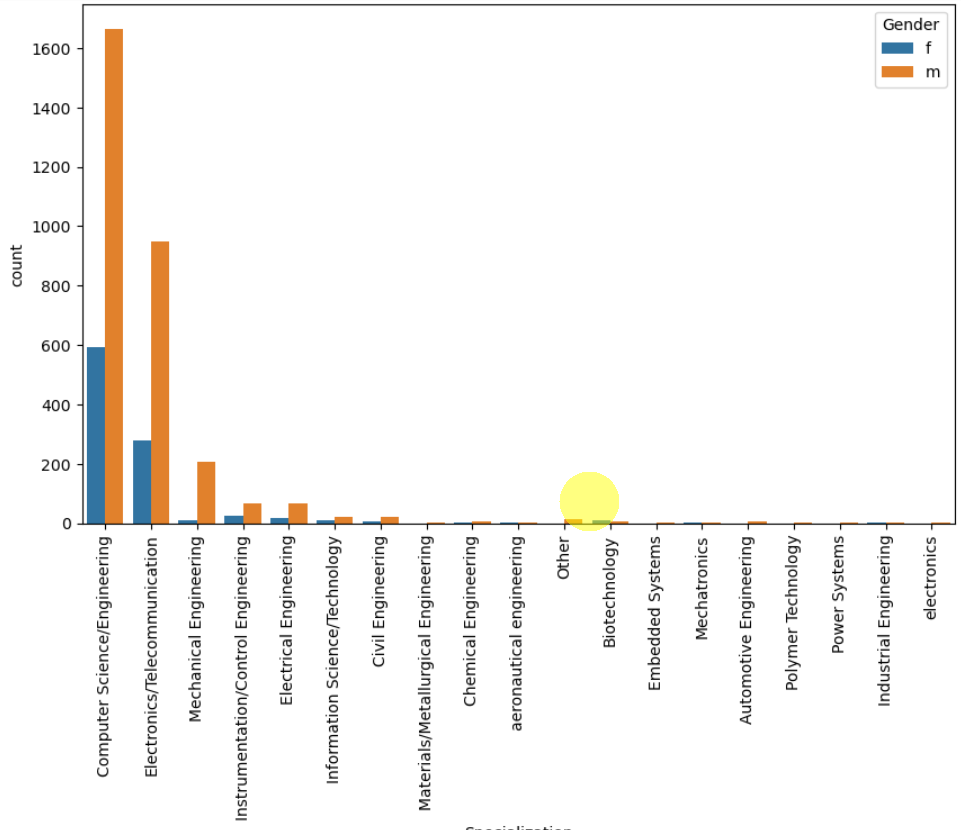 Gender
f
m
1600
1400
1200
1000
800
600
400
200
0
count
Computer Science/Engineering
Electronics/Telecommunication
Mechanical Engineering
Instrumentation/Control Engineering
Electrical Engineering
Information Science/Technology
Civil Engineering
Materials/Metallurgical Engineering
Chemical Engineering
aeronautical engineering
Other
Biotechnology
Embedded Systems
Mechatronics
Automotive Engineering
Polymer Technology
Power Systems
Industrial Engineering
electronics
Specialization